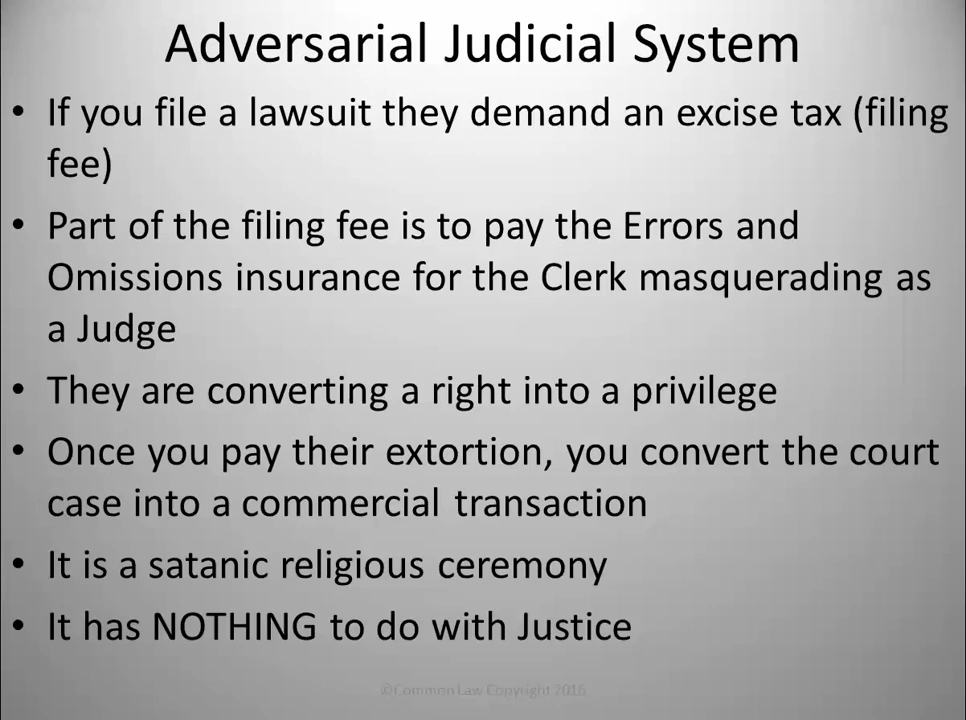 Adversarial Judicial System
• If you file a lawsuit they demand an excise tax (filing
fee)
• Part of the filing fee is to pay the Errors and
Omissions insurance for the Clerk masquerading as
a Judge
• They are converting a right into a privilege
• Once you pay their extortion, you convert the court
case into a commercial transaction
• It is a satanic religious ceremony
• It has NOTHING to do with Justice
©Common Law Copyright 2016